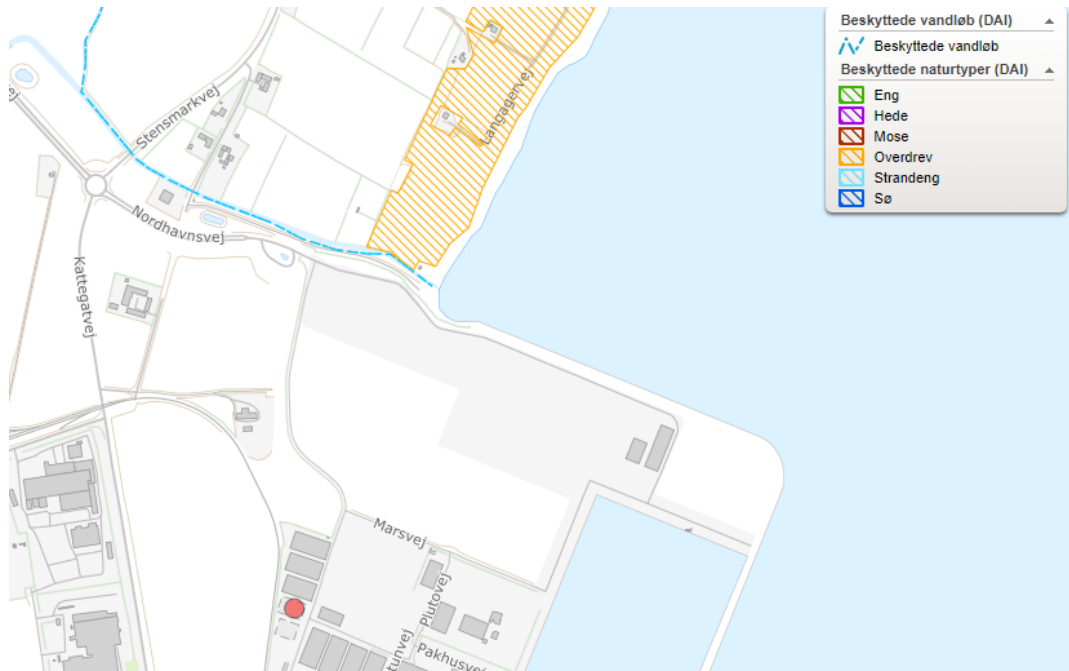 Beskyttede vandløb (DAI)
Beskyttede vandløb
Beskyttede naturtyper (DAI)
Eng
Hede
Mose
Overdrev
Strandeng
Sø
Stensmarkvej
Langagervej
Nordhavnsvej
Kattegatvej
Marsvej
Plutovej
tunvej
Pakhusvej